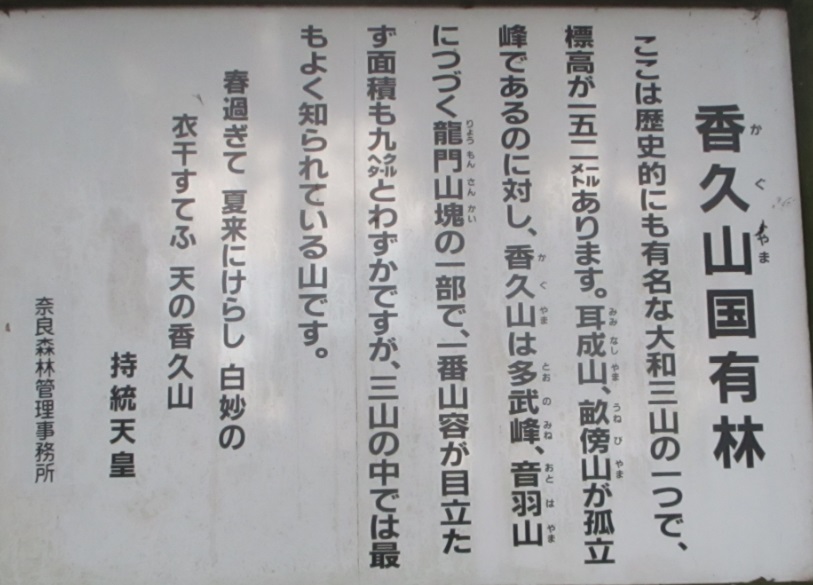 香久山国有林
ここは歴史的にも有名な大和三山の一つで、
標高が一五二メートルあります。耳成山、畝傍山が孤立
峰であるのに対し、香久山は多武峰、音羽山
につづく龍門山塊の一部で、一番山容が目立た
ず面積も九ヘクタールとわずかですが、三山の中では最
もよく知られている山です。
春過ぎて 夏来にけらし 白妙の
衣干すてふ 天の香久山
持統天皇
奈良森林管理事務所